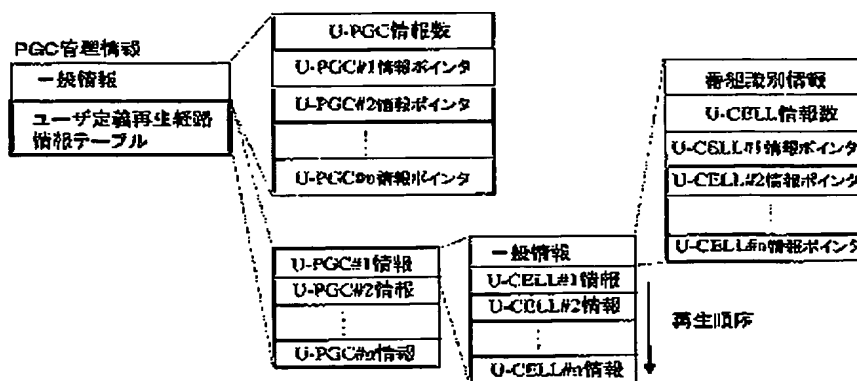 PGC管理情報
一般情報
ユーザ定義再生経路
情報テーブル
U-PGC情報数
U-PGC#1情報ポインタ
U-PGC#2情報ポインタ
U-PGC#n情報ポインタ
U-PGC#1情報
U-PGC#2情報
U-PGC#n情報
一般情報
U-CELL#1情報
U-CELL#2情報
U-CELL#n情報
番組識別情報
U-CELL情報数
U-CELL#1情報ポインタ
U-CELL#2情報ポインタ
U-CELL#n情報ポインタ
再生順序